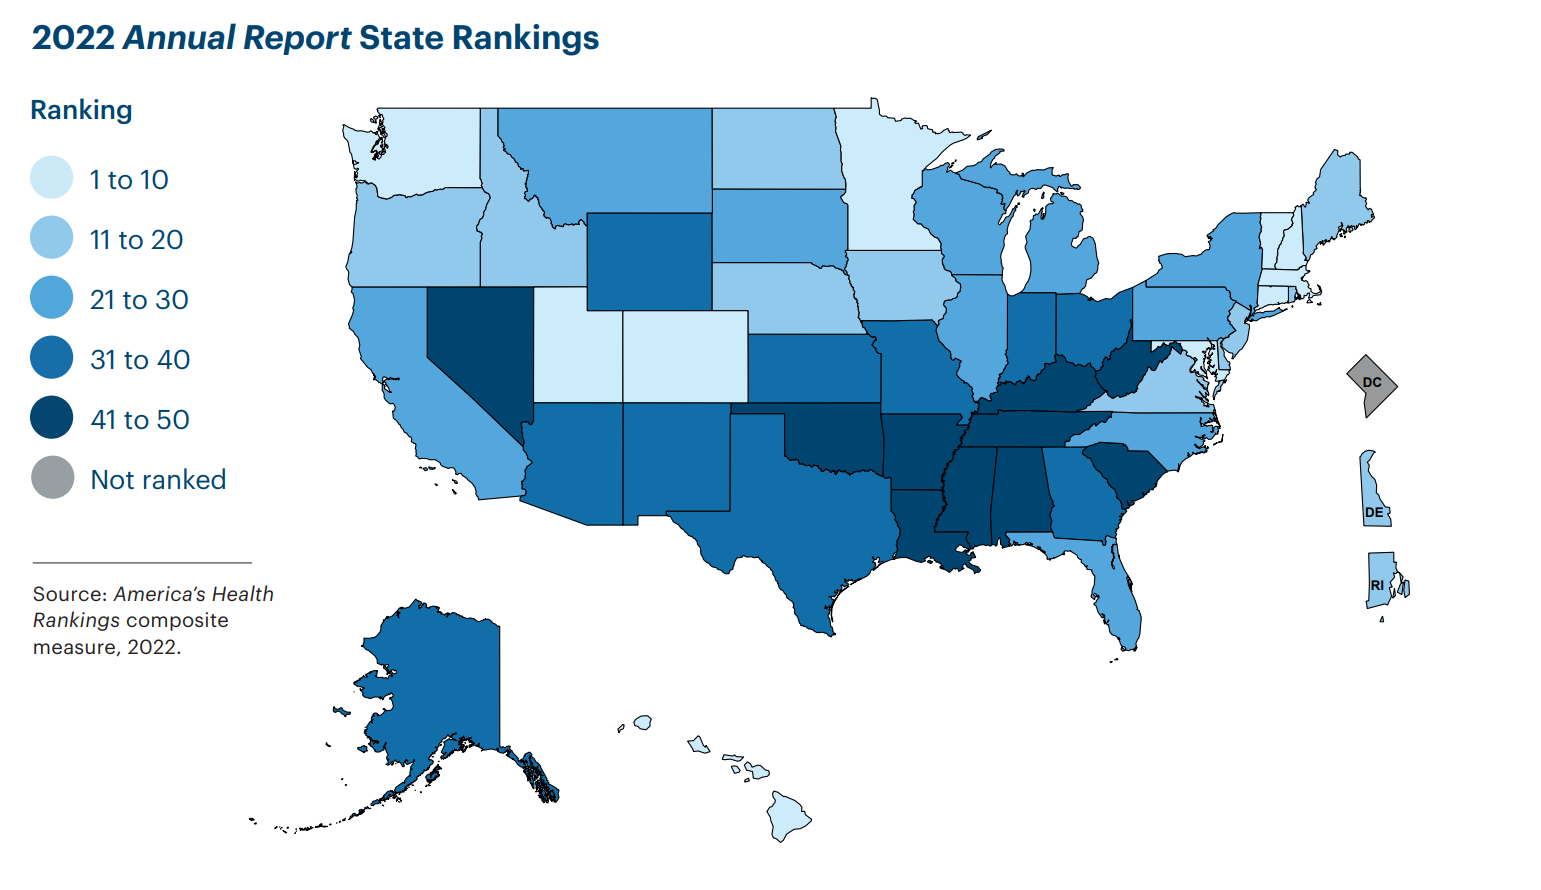 2022 Annual Report State Rankings
Ranking
1 to 10
11 to 20
21 to 30
31 to 40
41 to 50
Not ranked
Source: America’s Health
Rankings composite
measure, 2022.
DC
DE
RI